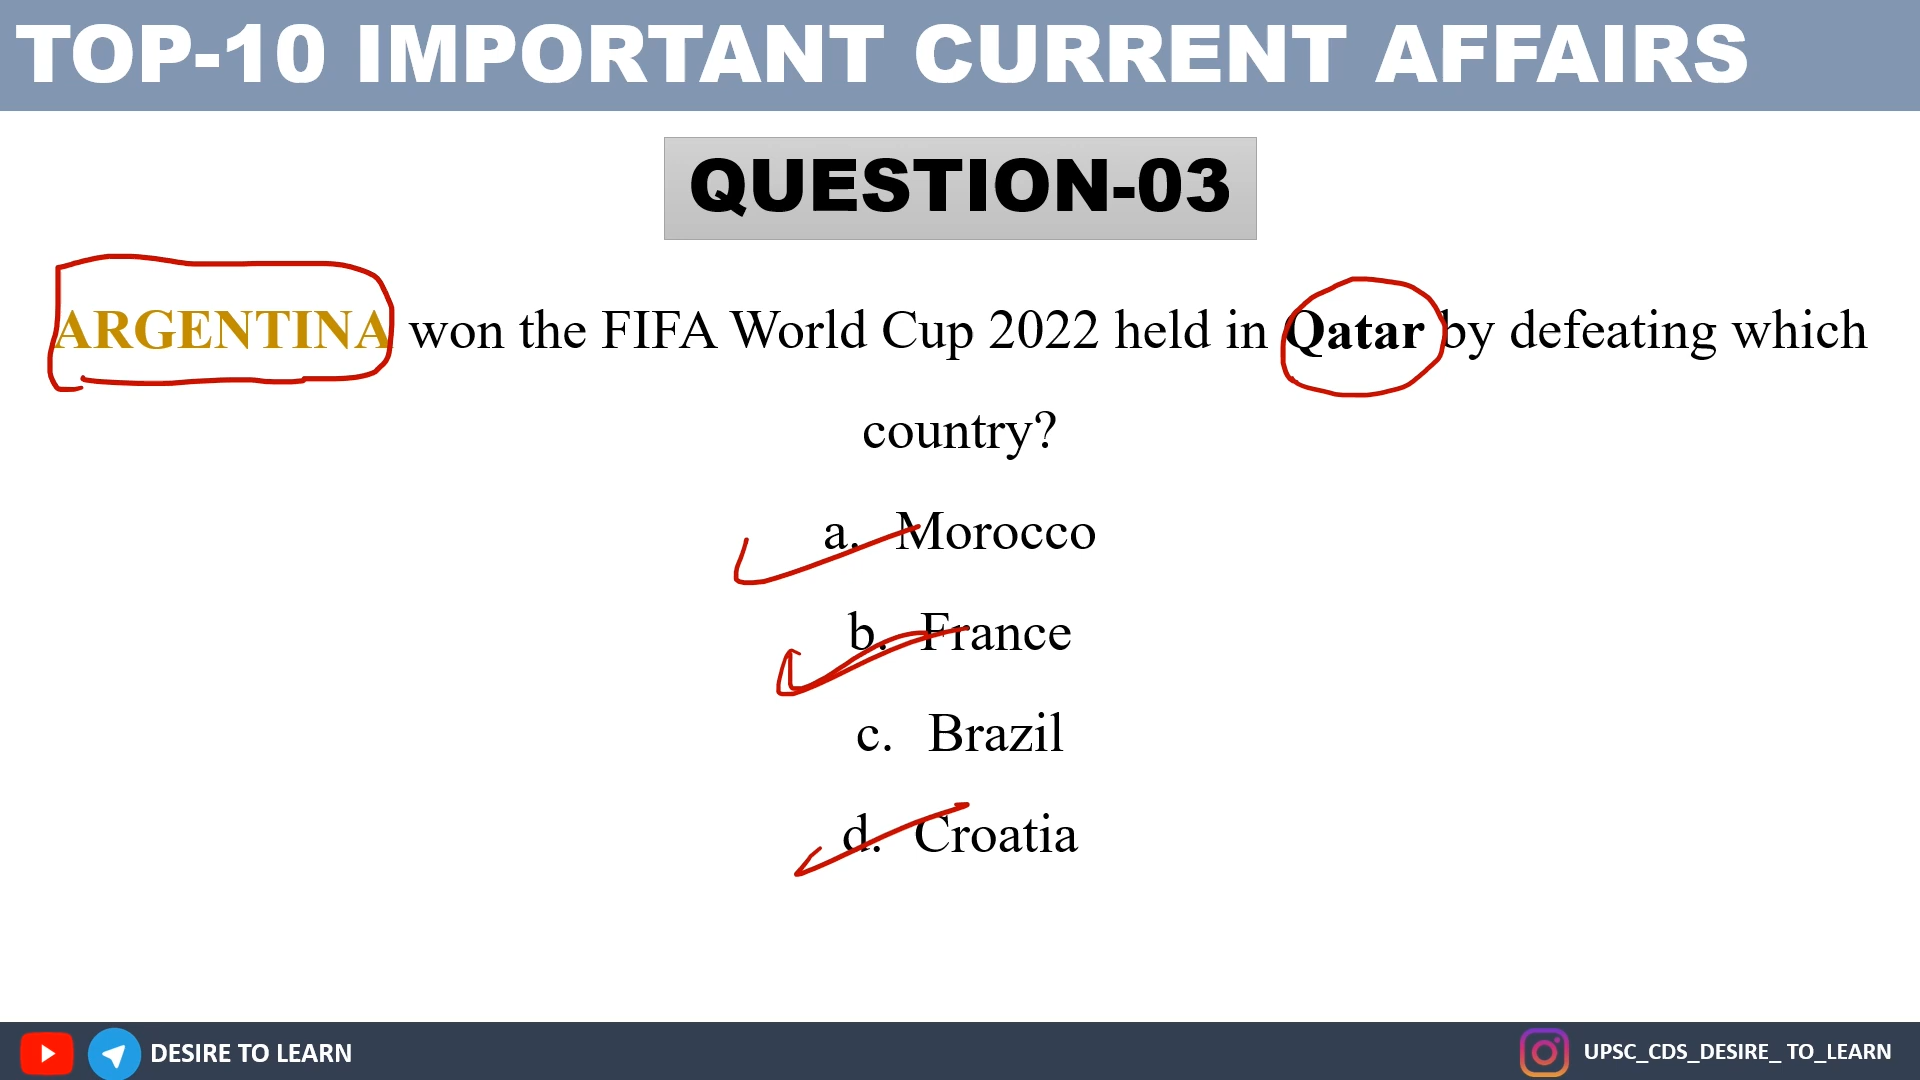 TOP-10 IMPORTANT CURRENT AFFAIRS
QUESTION-03
ARGENTINA won the FIFA World Cup 2022 held in Qatar by defeating which
country?
a. Morocco
b. France
c. Brazil
d. Croatia
DESIRE TO LEARN
UPSC_CDS_DESIRE_ TO_LEARN